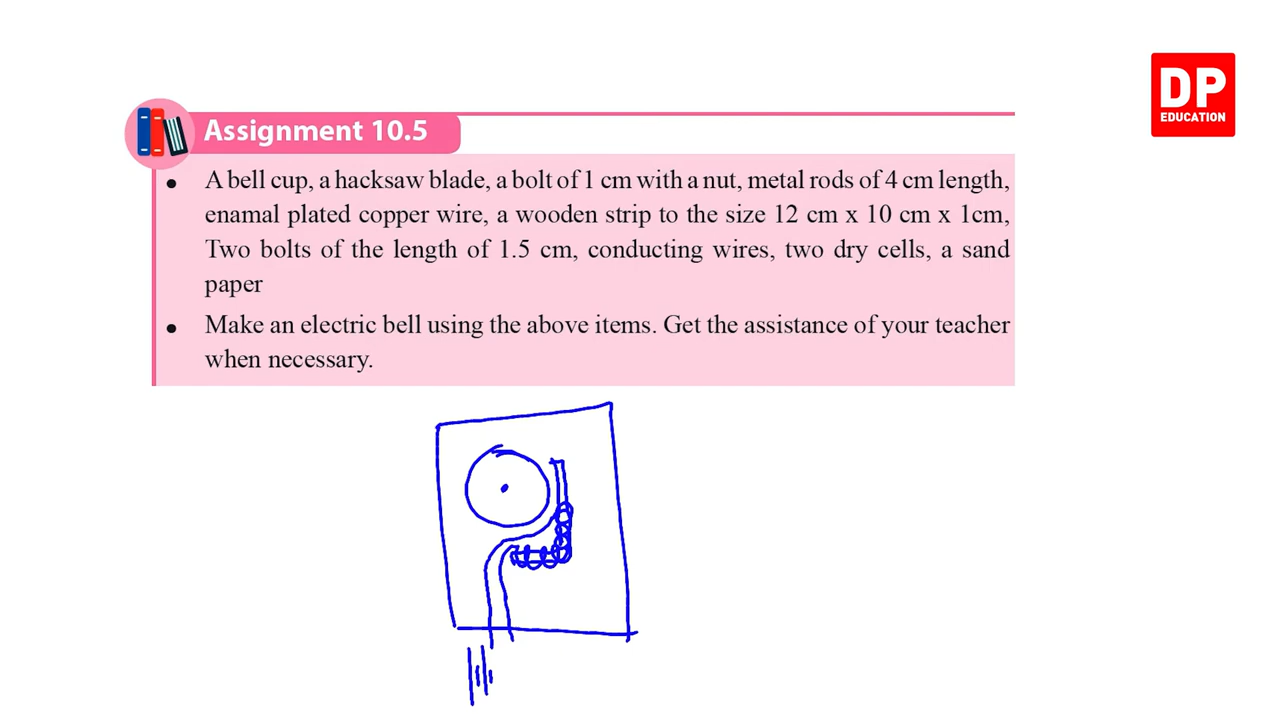 DP
EDUCATION
Assignment 10.5
• A bell cup, a hacksaw blade, a bolt of 1 cm with a nut, metal rods of 4 cm length,
enamal plated copper wire, a wooden strip to the size 12 cm x 10 cm x 1cm,
Two bolts of the length of 1.5 cm, conducting wires, two dry cells, a sand
paper
• Make an electric bell using the above items. Get the assistance of your teacher
when necessary.